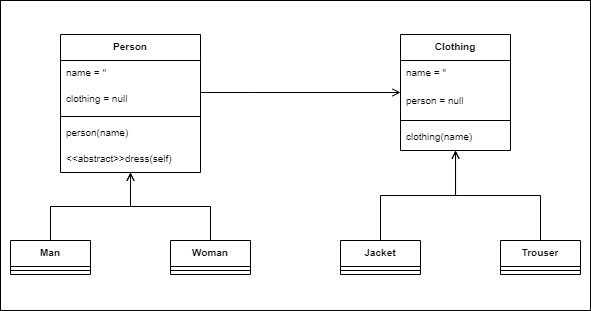 Person
name = ''
clothing = null
person(name)
<<abstract>>dress(self)
Clothing
name = ''
person = null
clothing(name)
Man
Woman
Jacket
Trouser